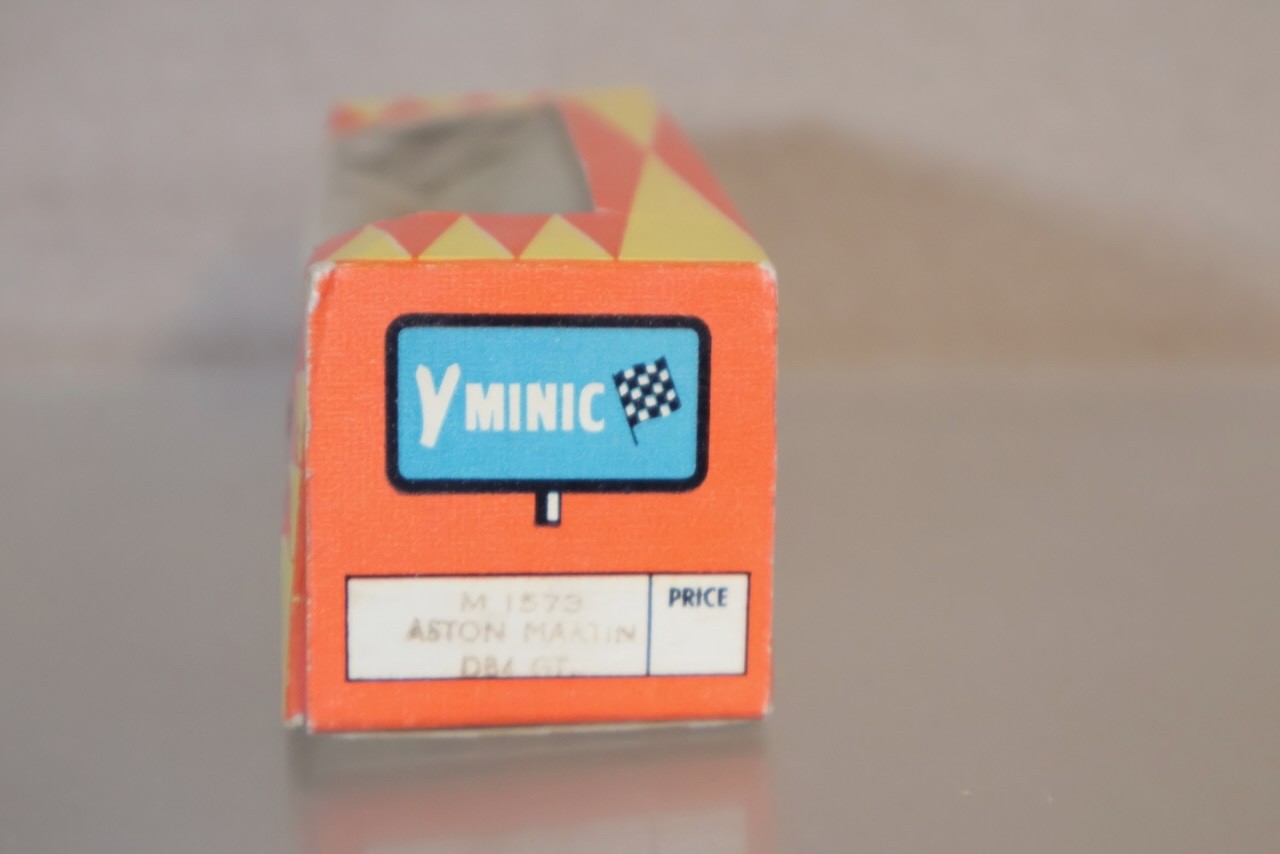 Y MINIC
M 1573
ASTON MARTIN
DB4 GT.
PRICE